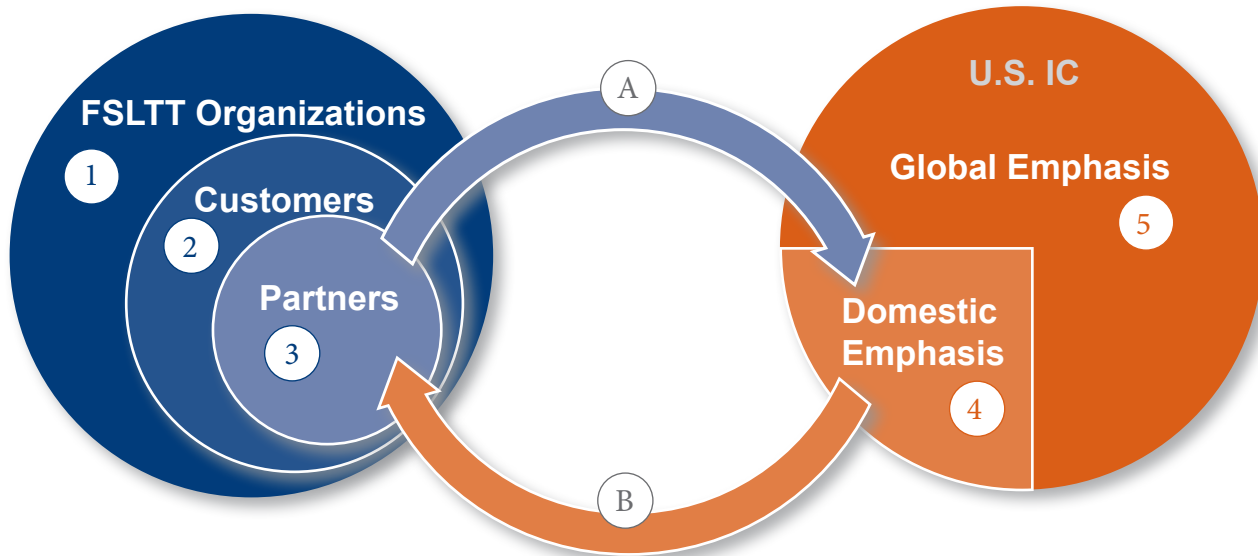 FSLTT Organizations
1
Customers
2
Partners
3
A
B
U.S. IC
Global Emphasis
5
Domestic
Emphasis
4